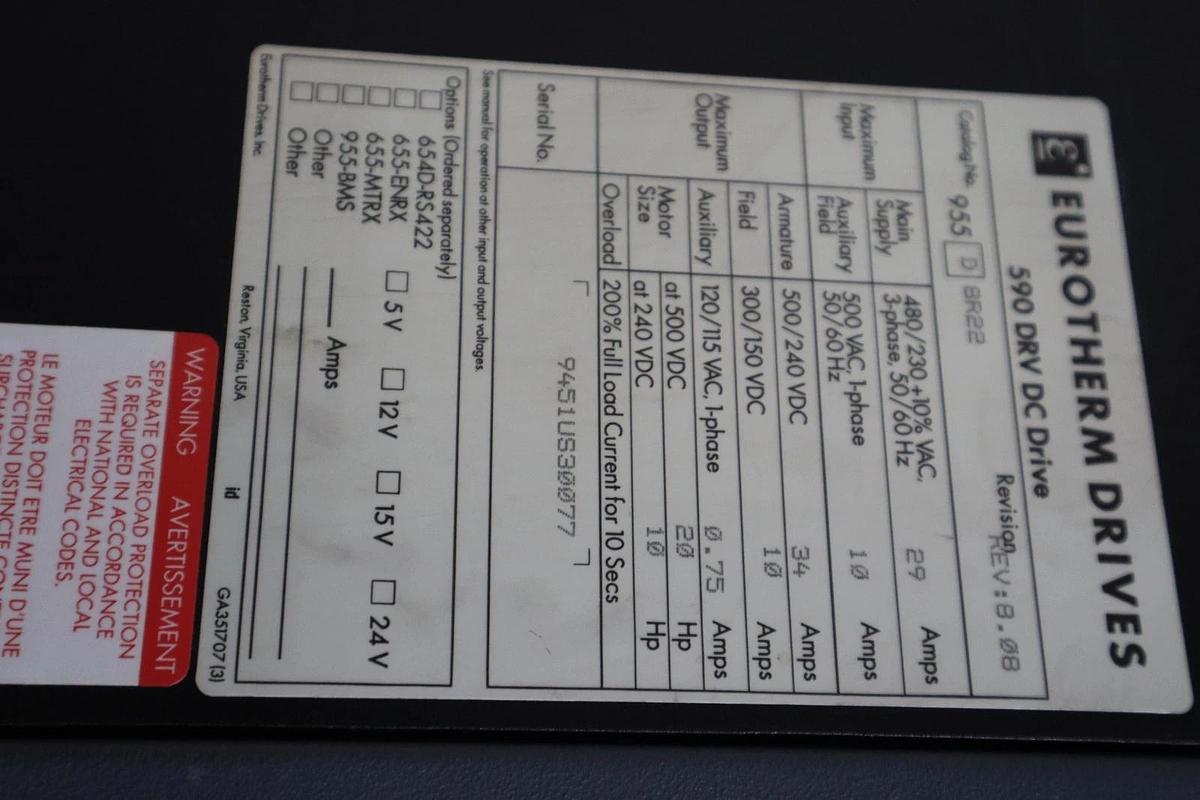 EUROTHERM DRIVES
590 DRV DC Drive
Catalog No. 955 D 8R22 Revision REV:8.08
Maximum Input
Main Supply 480/230 ±10% VAC, 3-phase, 50/60 Hz 29 Amps
Auxiliary Field 500 VAC, 1-phase 50/60 Hz 10 Amps
Maximum Output
Armature 500/240 VDC 34 Amps
Field 300/150 VDC 10 Amps
Auxiliary 120/115 VAC, 1-phase 0.75 Amps
Motor Size at 500 VDC 20 Hp
at 240 VDC 10 Hp
Overload 200% Full Load Current for 10 Secs
Serial No. 9451US30077
See manual for operation at other input and output voltages.
Options (Ordered separately)
654D-RS422
655-ENRX 5V 12V 15V 24V
655-MTRX
955-BMS Amps
Other
Other
Eurotherm Drives, Inc. Reston, Virginia, USA id GA351707 (3)
WARNING AVERTISSEMENT
SEPARATE OVERLOAD PROTECTION
IS REQUIRED IN ACCORDANCE
WITH NATIONAL AND LOCAL
ELECTRICAL CODES.
LE MOTEUR DOIT ETRE MUNI D'UNE
PROTECTION DISTINCTE CONTRE